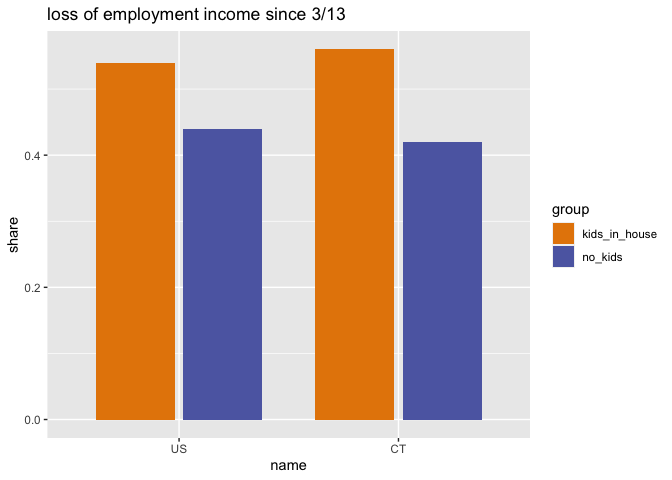 loss of employment income since 3/13
share
0.4
0.2
0.0
US
CT
name
group
kids_in_house
no_kids